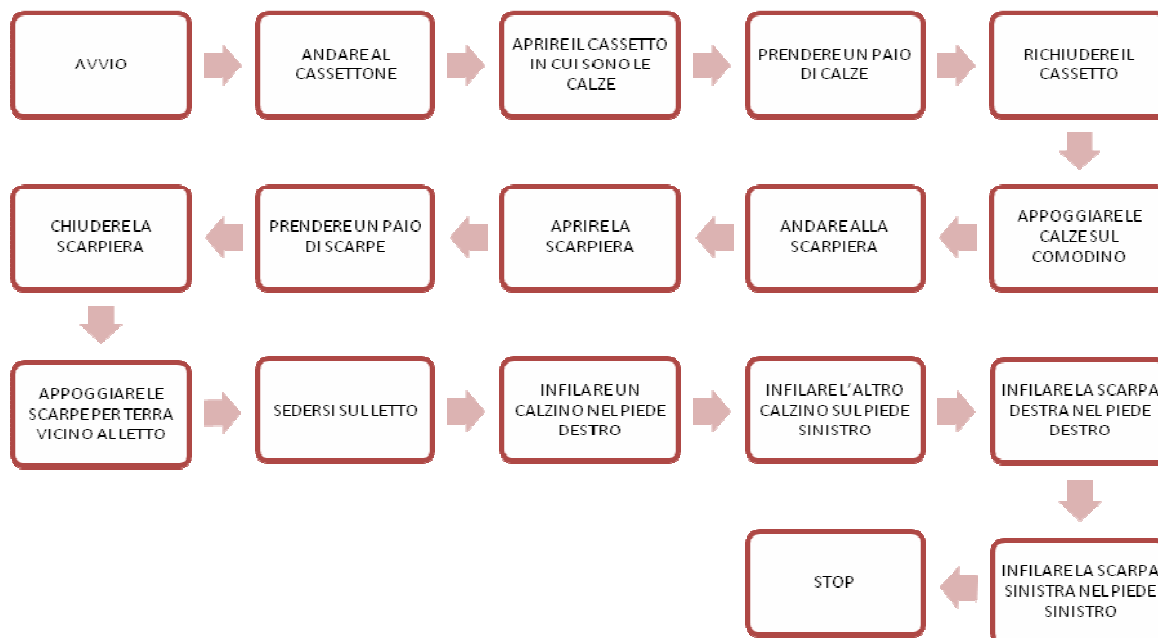 AVVIO
ANDARE AL
CASSETTONE
APRIRE IL CASSETTO
IN CUI SONO LE
CALZE
PRENDERE UN PAIO
DI CALZE
RICHIUDERE IL
CASSETTO
APPOGGIARE LE
CALZE SUL
COMODINO
ANDARE ALLA
SCARPIERA
APRIRE LA
SCARPIERA
PRENDERE UN PAIO
DI SCARPE
CHIUDERE LA
SCARPIERA
APPOGGIARE LE
SCARPE PER TERRA
VICINO AL LETTO
SEDERSI SUL LETTO
INFILARE UN
CALZINO NEL PIEDE
DESTRO
INFILARE L'ALTRO
CALZINO SUL PIEDE
SINISTRO
INFILARE LA SCARPA
DESTRA NEL PIEDE
DESTRO
INFILARE LA SCARPA
SINISTRA NEL PIEDE
SINISTRO
STOP